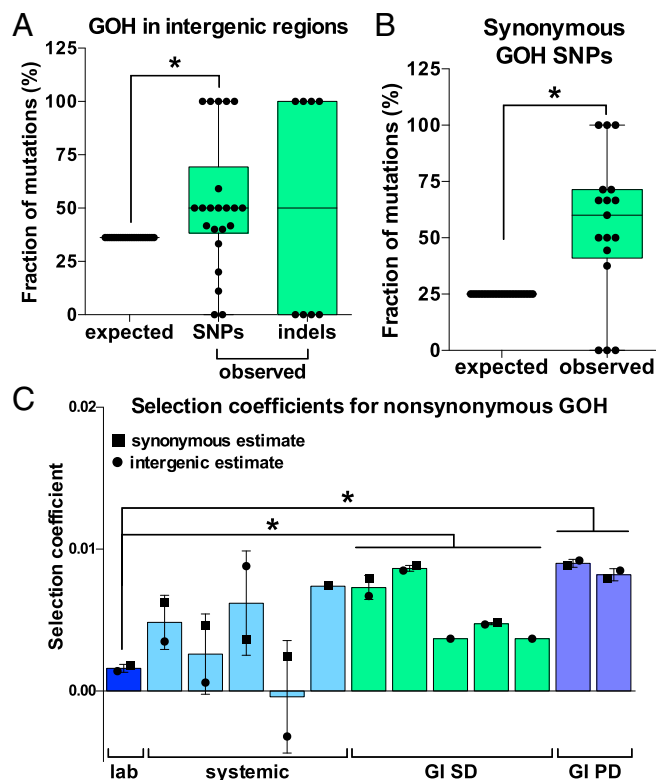 A
GOH in intergenic regions
Fraction of mutations (%)
125
100
75
50
25
0
*
expected
SNPs
indels
observed
B
Synonymous
GOH SNPs
Fraction of mutations (%)
125
100
75
50
25
0
*
expected
observed
C
Selection coefficients for nonsynonymous GOH
synonymous estimate
intergenic estimate
Selection coefficient
0.02
0.01
0.00
*
*
lab
systemic
GI SD
GI PD